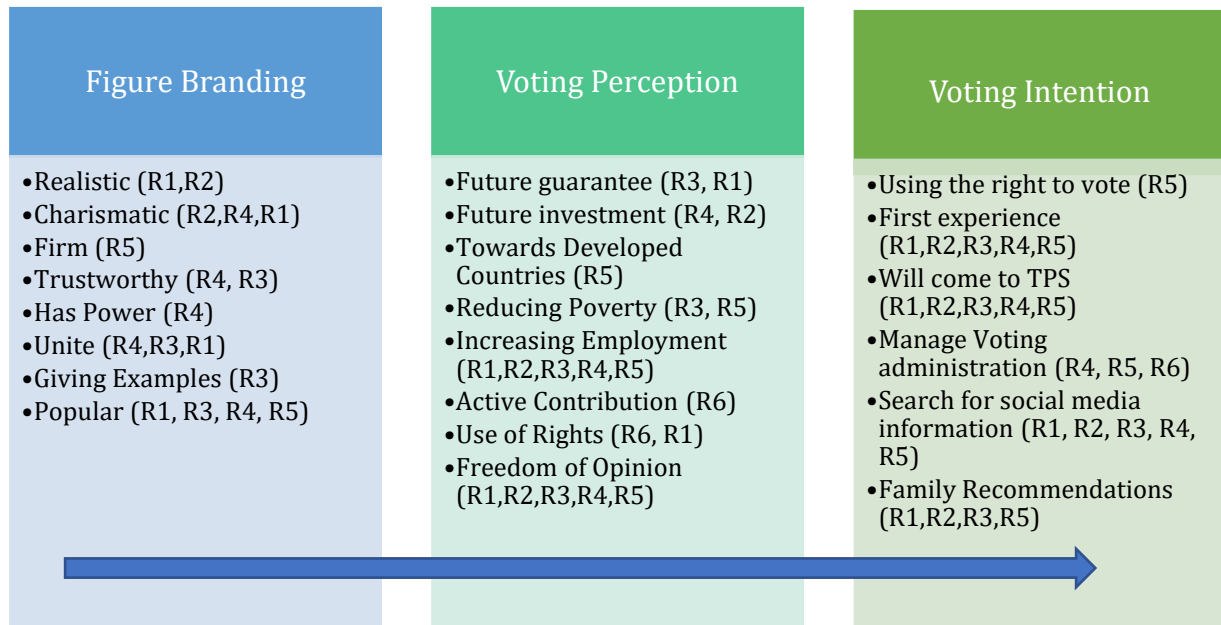 Figure Branding
•Realistic (R1,R2)
•Charismatic (R2,R4,R1)
•Firm (R5)
•Trustworthy (R4, R3)
•Has Power (R4)
•Unite (R4,R3,R1)
•Giving Examples (R3)
•Popular (R1, R3, R4, R5)
Voting Perception
•Future guarantee (R3, R1)
•Future investment (R4, R2)
•Towards Developed
Countries (R5)
•Reducing Poverty (R3, R5)
•Increasing Employment
(R1,R2,R3,R4,R5)
•Active Contribution (R6)
•Use of Rights (R6, R1)
•Freedom of Opinion
(R1,R2,R3,R4,R5)
Voting Intention
•Using the right to vote (R5)
•First experience
(R1,R2,R3,R4,R5)
•Will come to TPS
(R1,R2,R3,R4,R5)
•Manage Voting
administration (R4, R5, R6)
•Search for social media
information (R1, R2, R3, R4,
R5)
•Family Recommendations
(R1,R2,R3,R5)